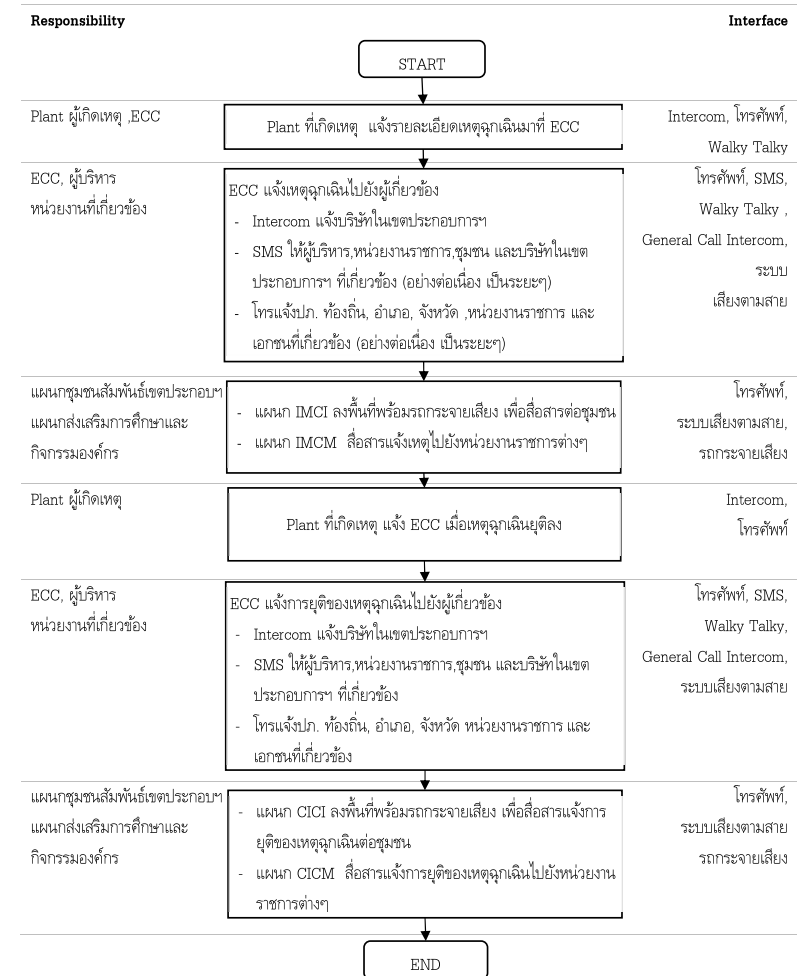 Responsibility Interface
START
Plant ผู้เกิดเหตุ ,ECC
Plant ที่เกิดเหตุ แจ้งรายละเอียดเหตุฉุกเฉินมาที่ ECC
Intercom, โทรศัพท์,
Walky Talky
ECC, ผู้บริหาร
หน่วยงานที่เกี่ยวข้อง
ECC แจ้งเหตุฉุกเฉินไปยังผู้เกี่ยวข้อง
- Intercom แจ้งบริษัทในเขตประกอบการฯ
- SMS ให้ผู้บริหาร,หน่วยงานราชการ,ชุมชน และบริษัทในเขต
ประกอบการฯ ที่เกี่ยวข้อง (อย่างต่อเนื่อง เป็นระยะๆ)
- โทรแจ้งปภ. ท้องถิ่น, อำเภอ, จังหวัด ,หน่วยงานราชการ และ
เอกชนที่เกี่ยวข้อง (อย่างต่อเนื่อง เป็นระยะๆ)
โทรศัพท์, SMS,
Walky Talky ,
General Call Intercom,
ระบบ
เสียงตามสาย
แผนกชุมชนสัมพันธ์เขตประกอบฯ
แผนกส่งเสริมการศึกษาและ
กิจกรรมองค์กร
- แผนก IMCI ลงพื้นที่พร้อมรถกระจายเสียง เพื่อสื่อสารต่อชุมชน
- แผนก IMCM สื่อสารแจ้งเหตุไปยังหน่วยงานราชการต่างๆ
โทรศัพท์,
ระบบเสียงตามสาย,
รถกระจายเสียง
Plant ผู้เกิดเหตุ
Plant ที่เกิดเหตุ แจ้ง ECC เมื่อเหตุฉุกเฉินยุติลง
Intercom,
โทรศัพท์
ECC, ผู้บริหาร
หน่วยงานที่เกี่ยวข้อง
ECC แจ้งการยุติของเหตุฉุกเฉินไปยังผู้เกี่ยวข้อง
- Intercom แจ้งบริษัทในเขตประกอบการฯ
- SMS ให้ผู้บริหาร,หน่วยงานราชการ,ชุมชน และบริษัทในเขต
ประกอบการฯ ที่เกี่ยวข้อง
- โทรแจ้งปภ. ท้องถิ่น, อำเภอ, จังหวัด หน่วยงานราชการ และ
เอกชนที่เกี่ยวข้อง
โทรศัพท์, SMS,
Walky Talky,
General Call Intercom,
ระบบเสียงตามสาย
แผนกชุมชนสัมพันธ์เขตประกอบฯ
แผนกส่งเสริมการศึกษาและ
กิจกรรมองค์กร
- แผนก CICI ลงพื้นที่พร้อมรถกระจายเสียง เพื่อสื่อสารแจ้งการ
ยุติของเหตุฉุกเฉินต่อชุมชน
- แผนก CICM สื่อสารแจ้งการยุติของเหตุฉุกเฉินไปยังหน่วยงาน
ราชการต่างๆ
โทรศัพท์,
ระบบเสียงตามสาย
รถกระจายเสียง
END